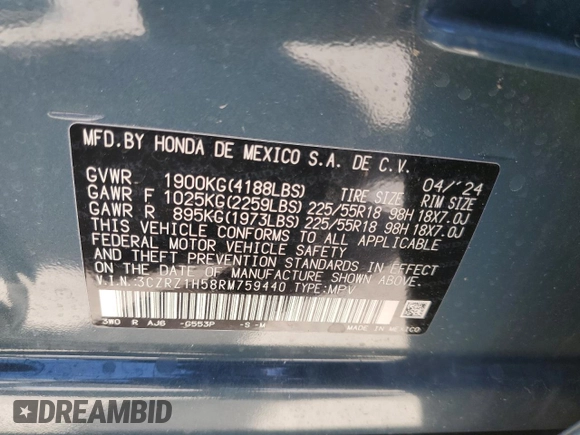 MFD.BY HONDA DE MEXICO S.A. DE C.V.
04/'24
GVWR 1900KG(4188LBS) TIRE SIZE RIM SIZE
GAWR F 1025KG(2259LBS) 225/55R18 98H 18X7.0J
GAWR R 895KG(1973LBS) 225/55R18 98H 18X7.0J
THIS VEHICLE CONFORMS TO ALL APPLICABLE
FEDERAL MOTOR VEHICLE SAFETY
AND THEFT PREVENTION STANDARDS IN EFFECT
ON THE DATE OF MANUFACTURE SHOWN ABOVE.
V.I.N.:3CZRZ1H58RM759440 TYPE:MPV
3WD R AJ6 -G553P -S -M
MADE IN MEXICO
DREAMBID